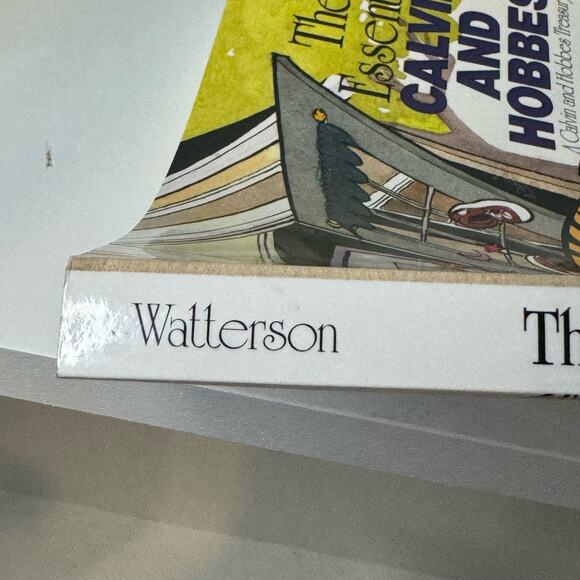 The
Essen
CALVI
AND
HOBBES
A Calvin and Hobbes Treasury
Watterson
Th